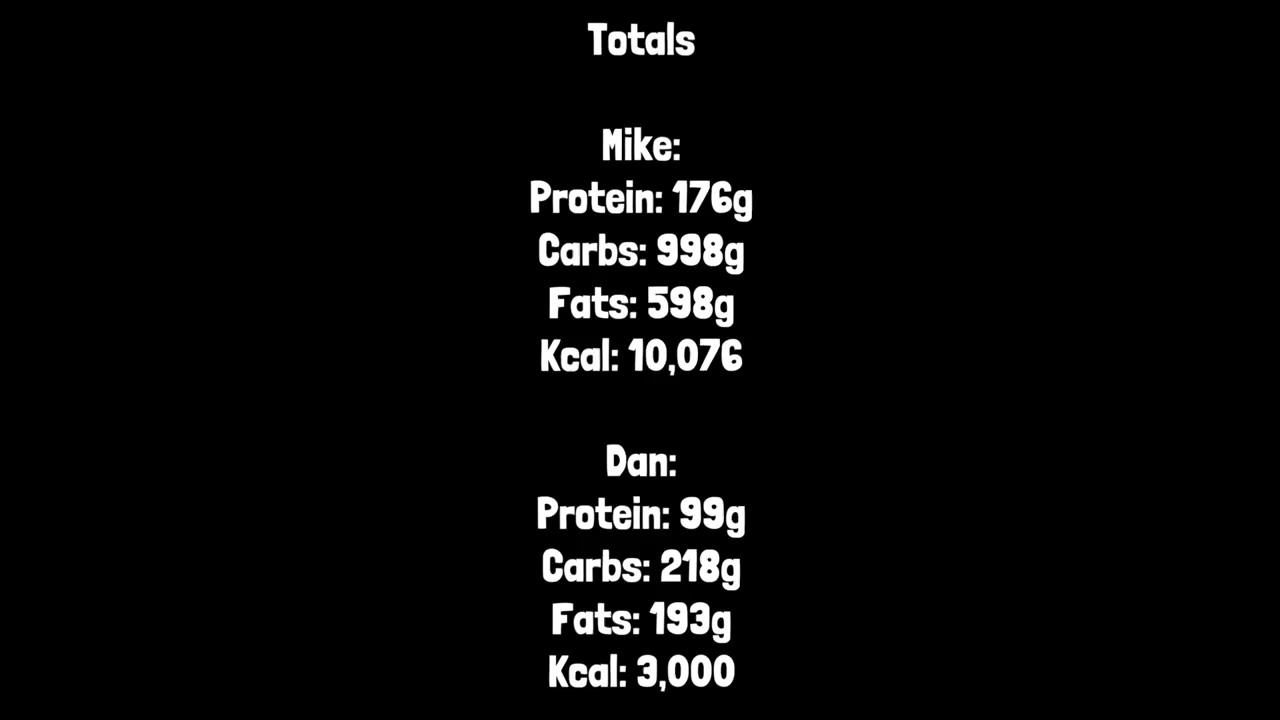 Totals
Mike:
Protein: 176g
Carbs: 998g
Fats: 598g
Kcal: 10,076
Dan:
Protein: 99g
Carbs: 218g
Fats: 193g
Kcal: 3,000